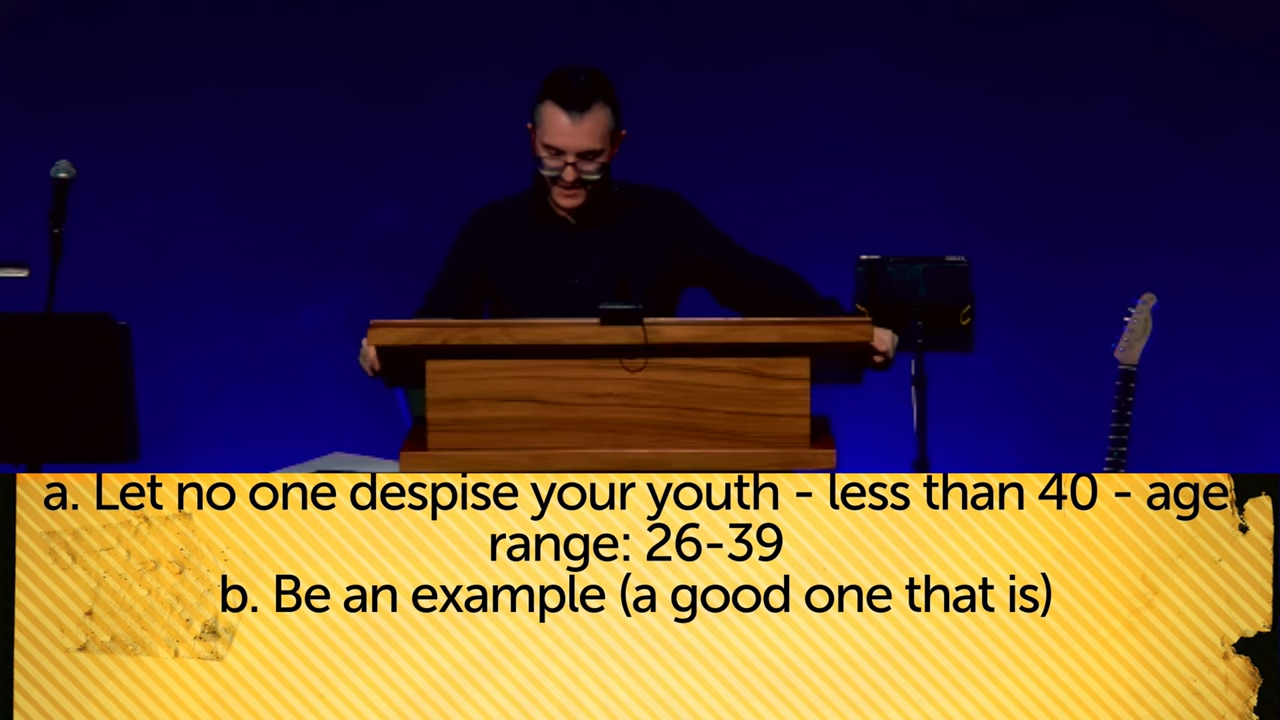 a. Let no one despise your youth - less than 40 - age
range: 26-39
b. Be an example (a good one that is)